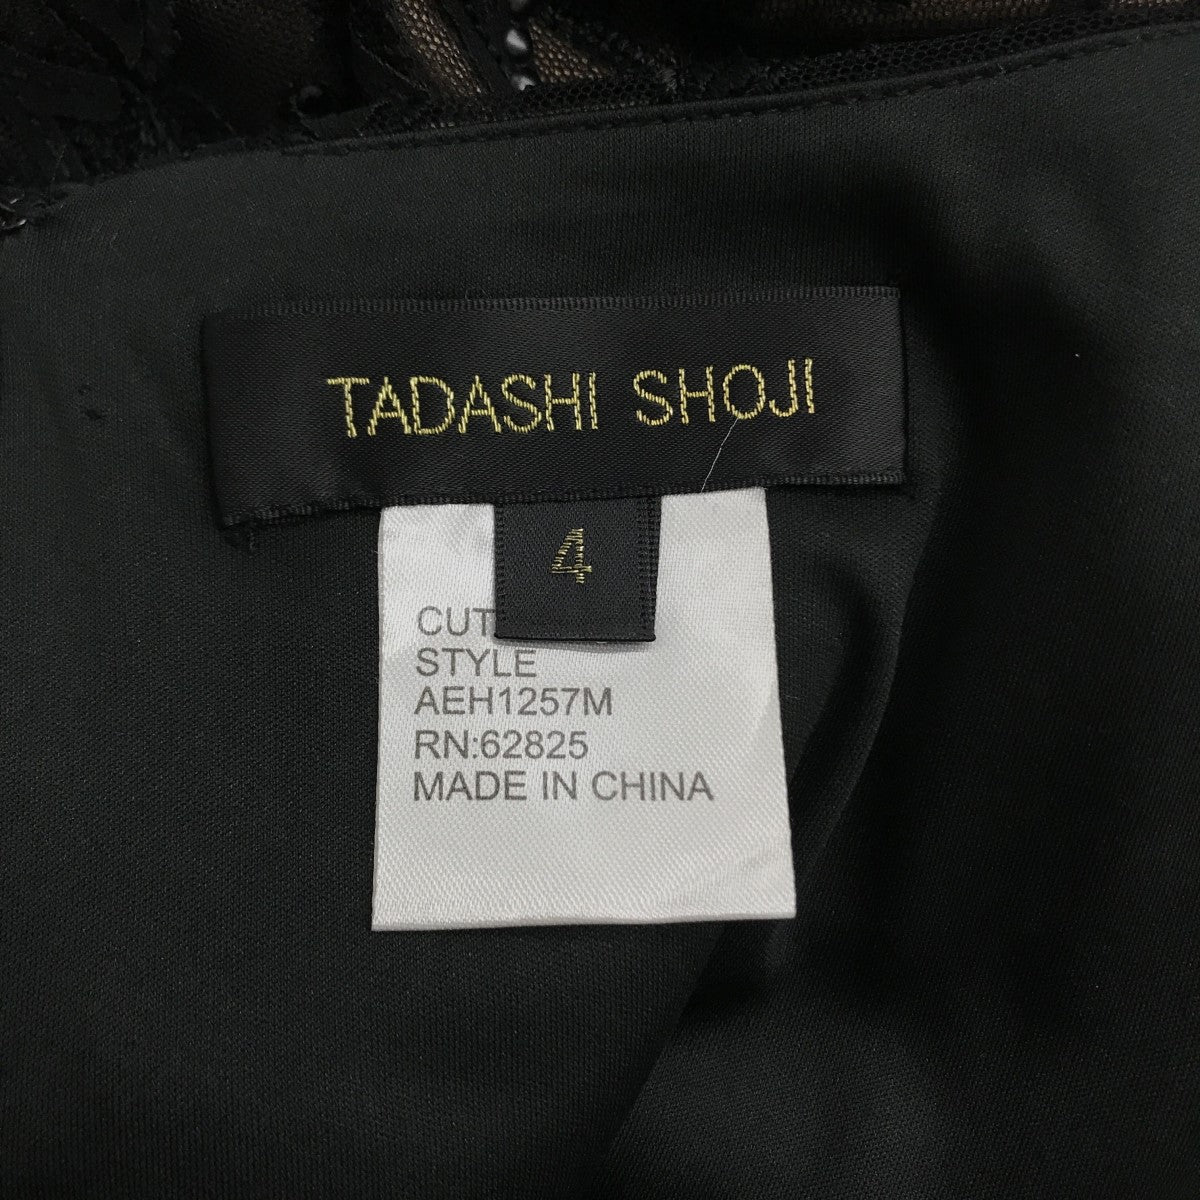 TADASHI SHOJI
4
CUT
STYLE
AEH1257M
RN:62825
MADE IN CHINA